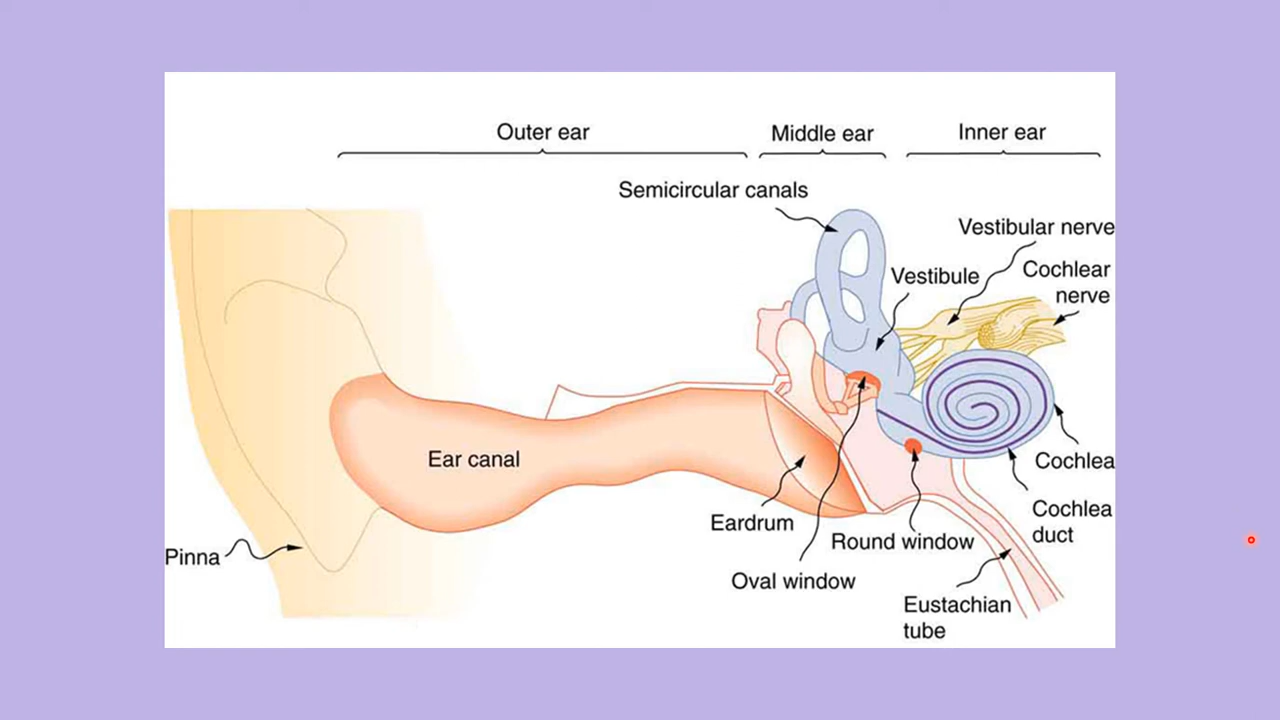 Outer ear
Middle ear
Inner ear
Semicircular canals
Vestibular nerve
Vestibule
Cochlear
nerve
Ear canal
Cochlea
Eardrum
Cochlea
duct
Round window
Pinna
Oval window
Eustachian
tube